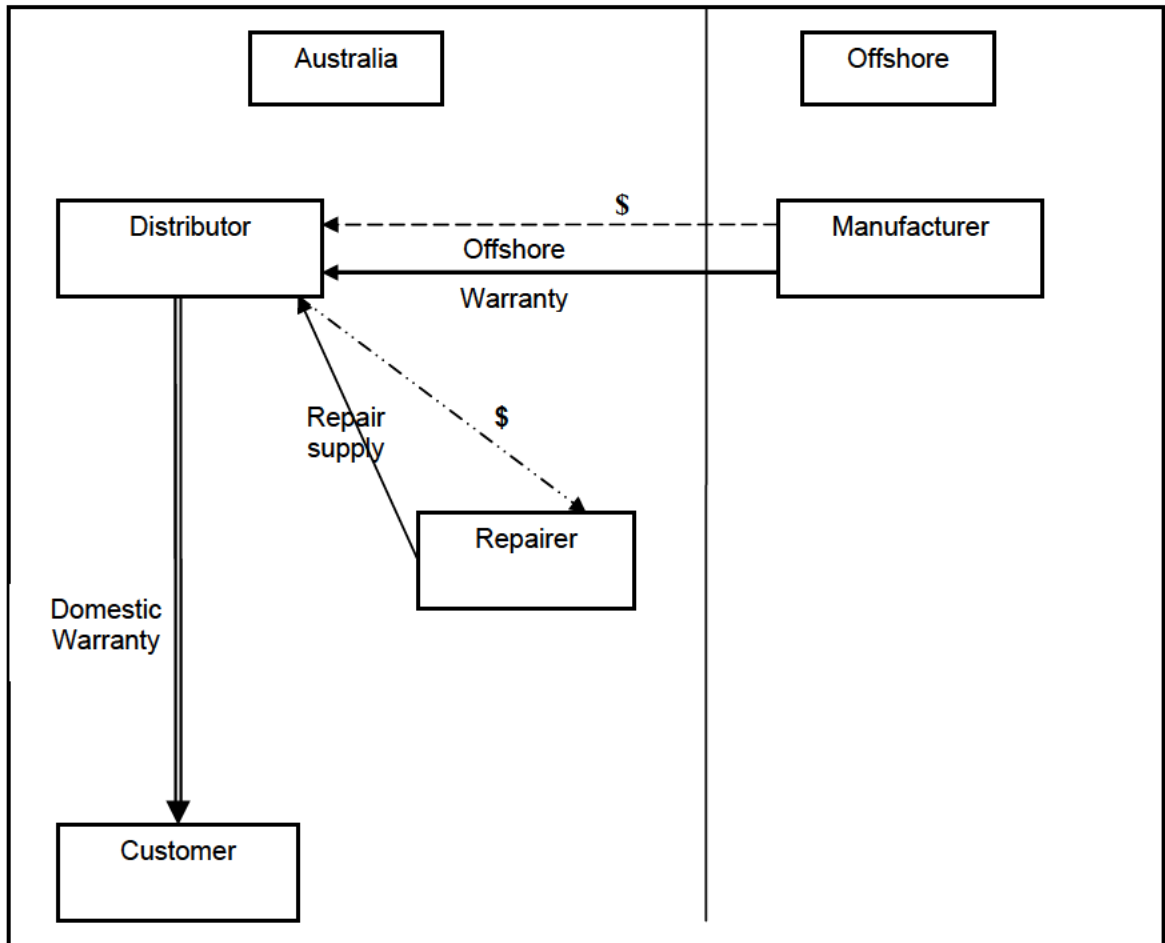 Australia
Offshore
$
Distributor
Manufacturer
Offshore
Warranty
Repair
supply
$
Repairer
Domestic
Warranty
Customer